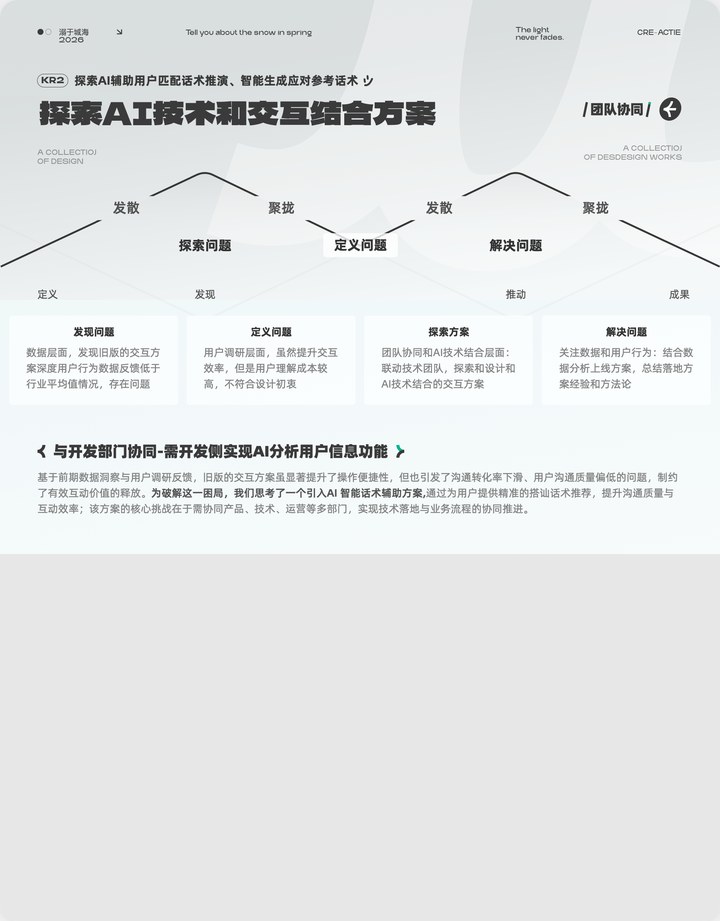 溺于城海
2026
Tell you about the snow in spring
The light
never fades.
CRE-ACTIE
KR2 探索AI辅助用户匹配话术推演、智能生成应对参考话术
探索AI技术和交互结合方案
/团队协同/
A COLLECTIO
OF DESIGN
A COLLECTIO
OF DESDESIGN WORKS
发散
聚拢
发散
聚拢
探索问题
定义问题
解决问题
定义
发现
推动
成果
发现问题
数据层面，发现旧版的交互方
案深度用户行为数据反馈低于
行业平均值情况，存在问题
定义问题
用户调研层面，虽然提升交互
效率，但是用户理解成本较
高，不符合设计初衷
探索方案
团队协同和AI技术结合层面：
联动技术团队，探索和设计和
AI技术结合的交互方案
解决问题
关注数据和用户行为：结合数
据分析上线方案，总结落地方
案经验和方法论
与开发部门协同-需开发侧实现AI分析用户信息功能
基于前期数据洞察与用户调研反馈，旧版的交互方案虽显著提升了操作便捷性，但也引发了沟通转化率下滑、用户沟通质量偏低的问题，制约
了有效互动价值的释放。为破解这一困局，我们思考了一个引入AI 智能话术辅助方案,通过为用户提供精准的搭讪话术推荐，提升沟通质量与
互动效率；该方案的核心挑战在于需协同产品、技术、运营等多部门，实现技术落地与业务流程的协同推进。